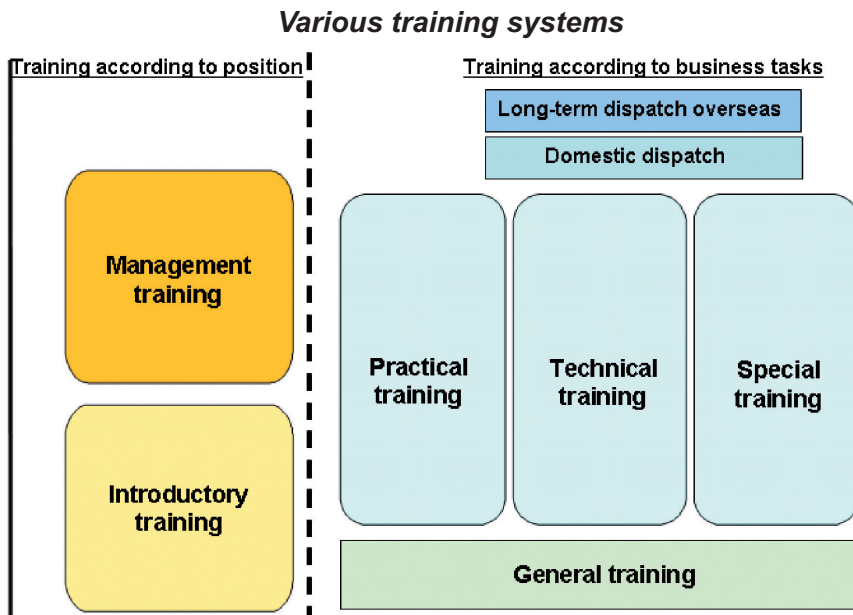 Various training systems
Training according to position
Training according to business tasks
Long-term dispatch overseas
Domestic dispatch
Management
training
Introductory
training
Practical
training
Technical
training
Special
training
General training